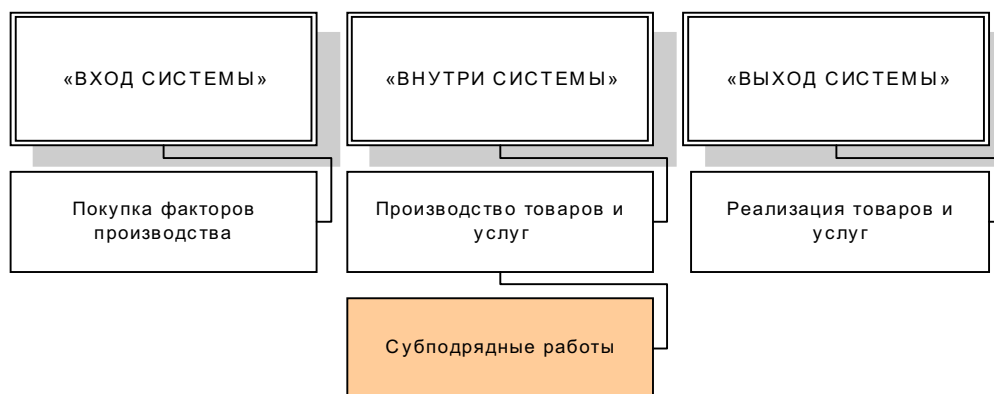 «ВХОД СИСТЕМЫ»
«ВНУТРИ СИСТЕМЫ»
«ВЫХОД СИСТЕМЫ»
Покупка факторов
производства
Производство товаров и
услуг
Реализация товаров и
услуг
Субподрядные работы